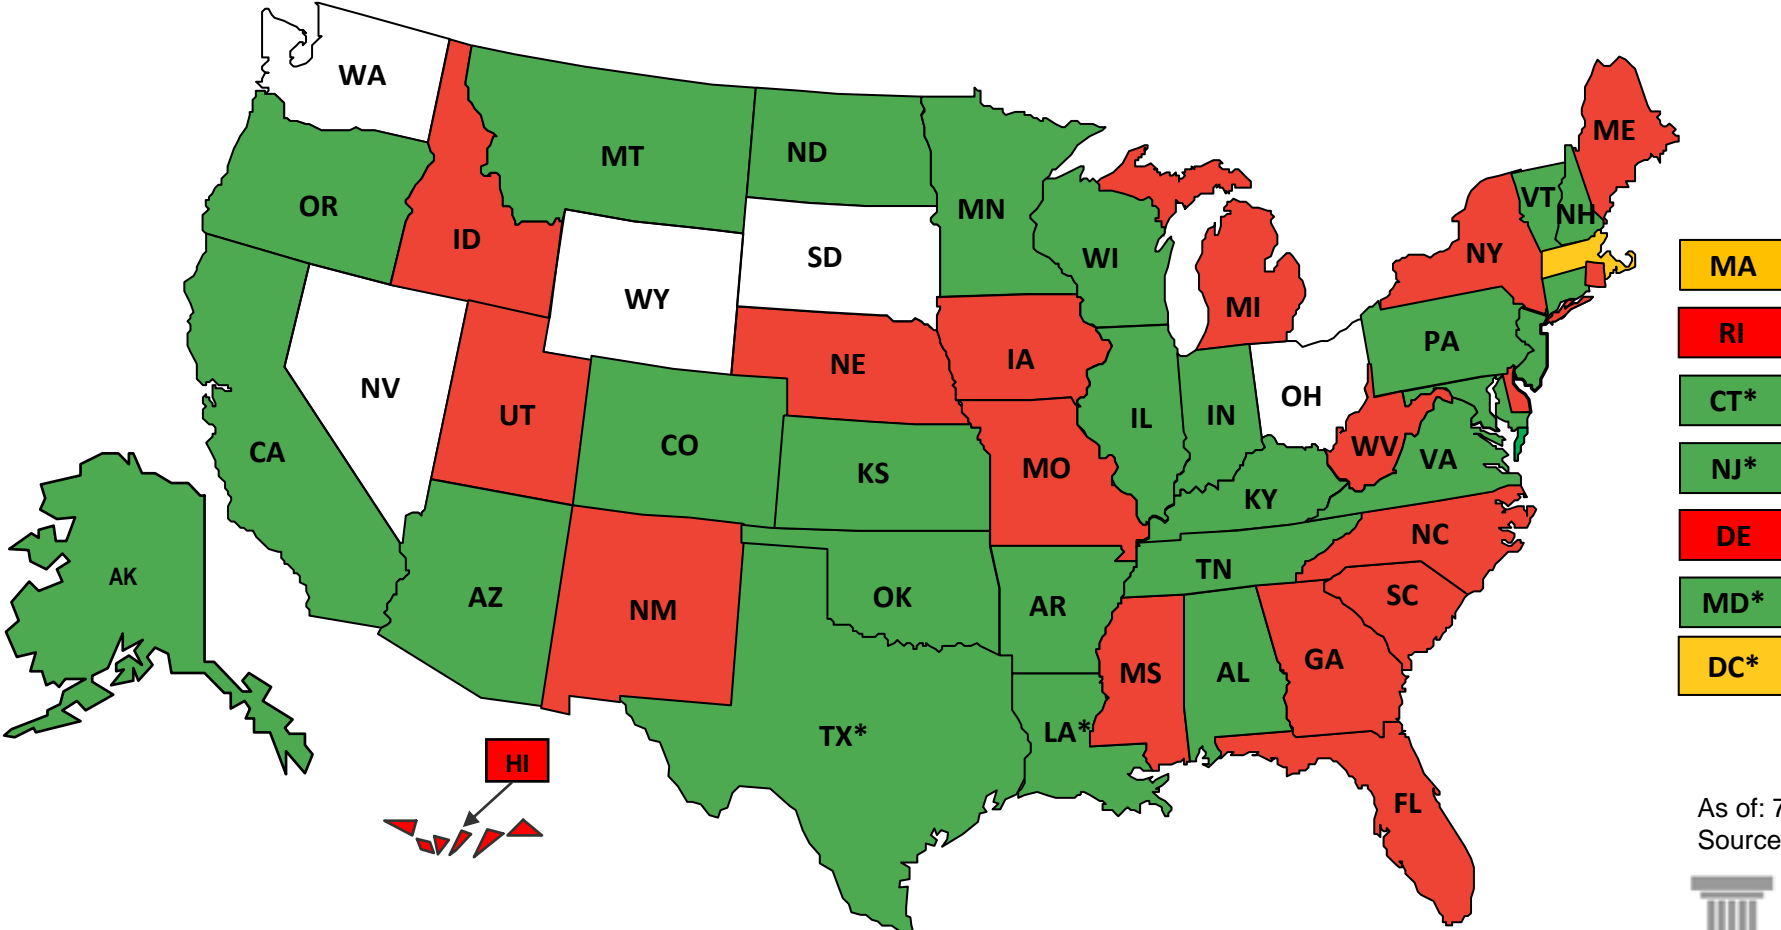 WA
ME
MT
ND
VT
OR
MN
NH
ID
NY
SD
WI
MA
WY
MI
RI
PA
NE
IA
NV
OH
CT*
UT
IL
IN
CO
WV
CA
VA
NJ*
MO
KS
KY
NC
DE
TN
AK
AZ
OK
SC
MD*
AR
NM
GA
DC*
MS
AL
TX*
LA*
HI
FL
As of: 7
Source